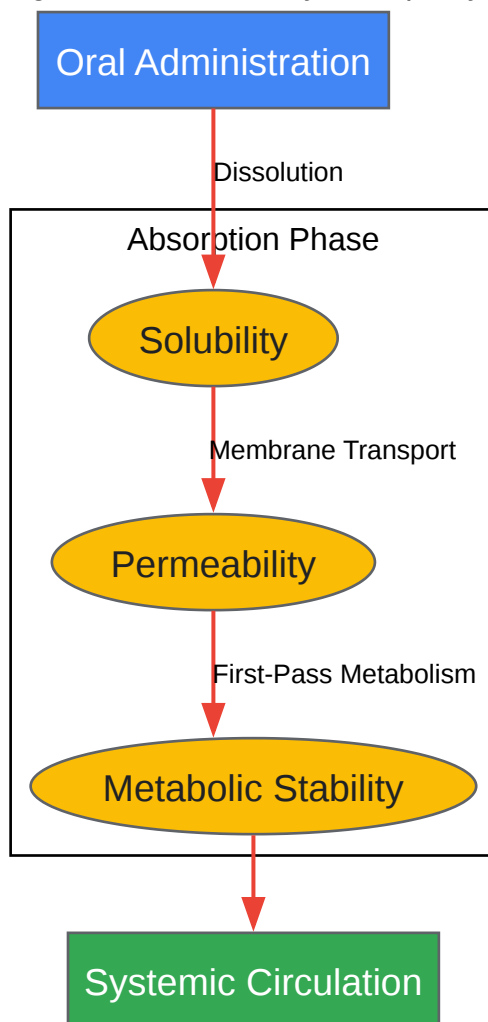 Oral Administration
Dissolution
Absorption Phase
Solubility
Membrane Transport
Permeability
First-Pass Metabolism
Metabolic Stability
Systemic Circulation